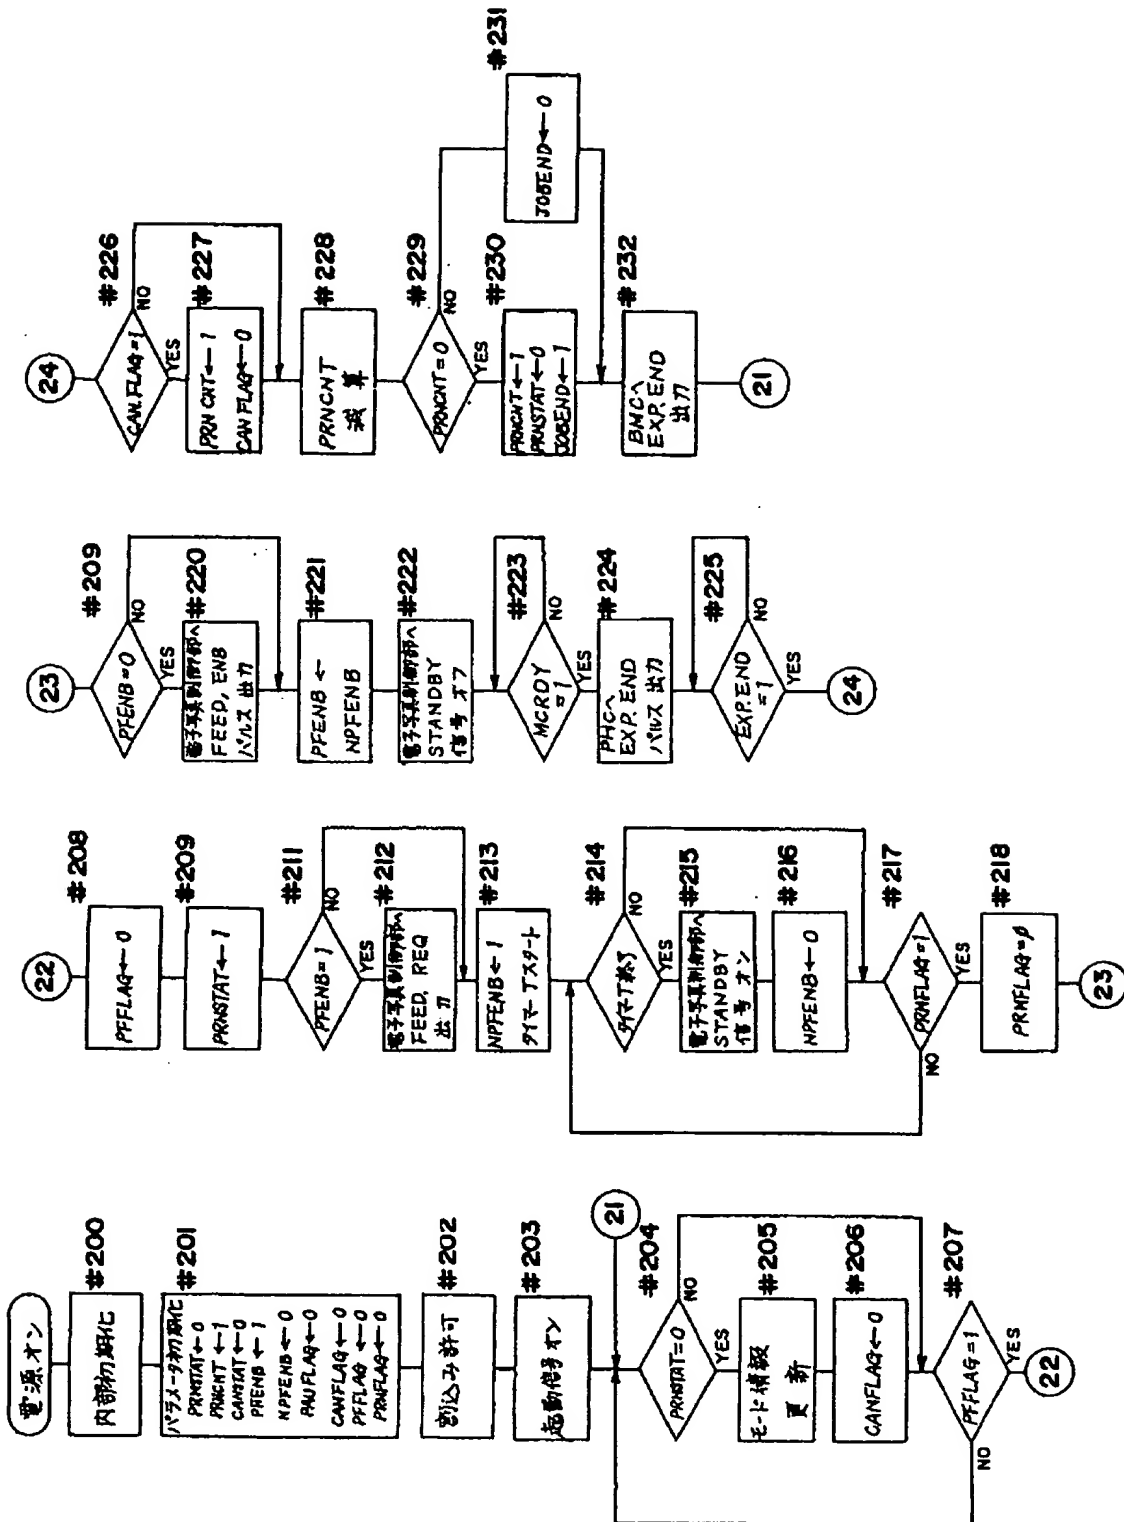 電源オン
#200
内部初期化
#201
パラメータ初期化
PRNSTAT←0
PRNCNT←1
CANSTAT←0
PFENB←1
NPFENB←0
PAUFLAG←0
CANFLAG←0
PFFLAG←0
PRNFLAG←0
#202
割込み許可
#203
起動信号オン
21
#204
PRNSTAT=0
NO
YES
#205
モード情報
更新
#206
CANFLAG←0
#207
PFFLAG=1
NO
YES
22
22
#208
PFFLAG←0
#209
PRNSTAT←1
#211
PFENB=1
NO
YES
#212
電子写真制御部へ
FEED, REQ
出力
#213
NPFENB←1
タイマーTスタート
#214
タイマT終了
NO
YES
#215
電子写真制御部へ
STANDBY
信号オン
#216
NPFENB←0
#217
PRNFLAG=1
NO
YES
#218
PRNFLAG=0
23
23
#209
PFENB=0
NO
YES
#220
電子写真制御部へ
FEED, ENB
パルス出力
#221
PFENB←
NPFENB
#222
電子写真制御部へ
STANDBY
信号オフ
#223
MCRDY
=1
NO
YES
#224
PHCへ
EXP. END
パルス出力
#225
EXP.END
=1
NO
YES
24
24
#226
CAN.FLAG=1
NO
YES
#227
PRNCNT←1
CANFLAG←0
#228
PRNCNT
減算
#229
PRNCNT=0
NO
YES
#230
PRNCNT←1
PRNSTAT←0
JOBEND←1
#231
JOBEND←0
#232
BMCへ
EXP.END
出力
21